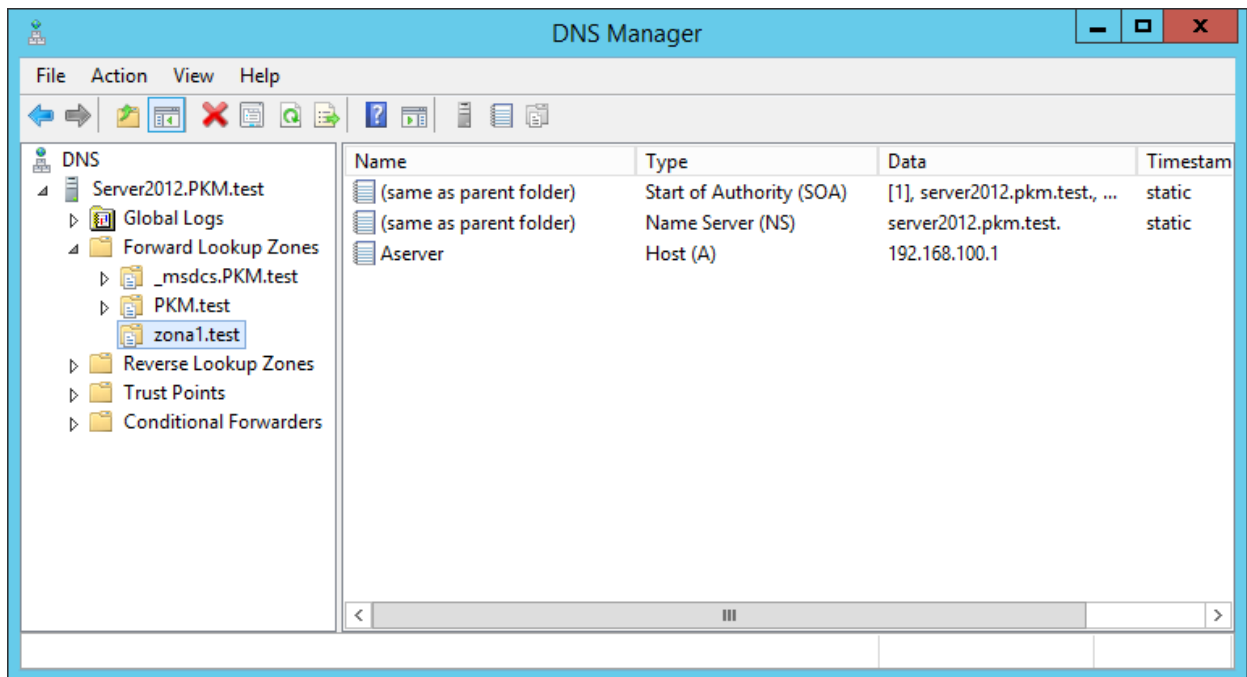 DNS Manager
File Action View Help
DNS
Server2012.PKM.test
Global Logs
Forward Lookup Zones
_msdcs.PKM.test
PKM.test
zona1.test
Reverse Lookup Zones
Trust Points
Conditional Forwarders
Name Type Data Timestam
(same as parent folder) Start of Authority (SOA) [1], server2012.pkm.test., ... static
(same as parent folder) Name Server (NS) server2012.pkm.test. static
Aserver Host (A) 192.168.100.1